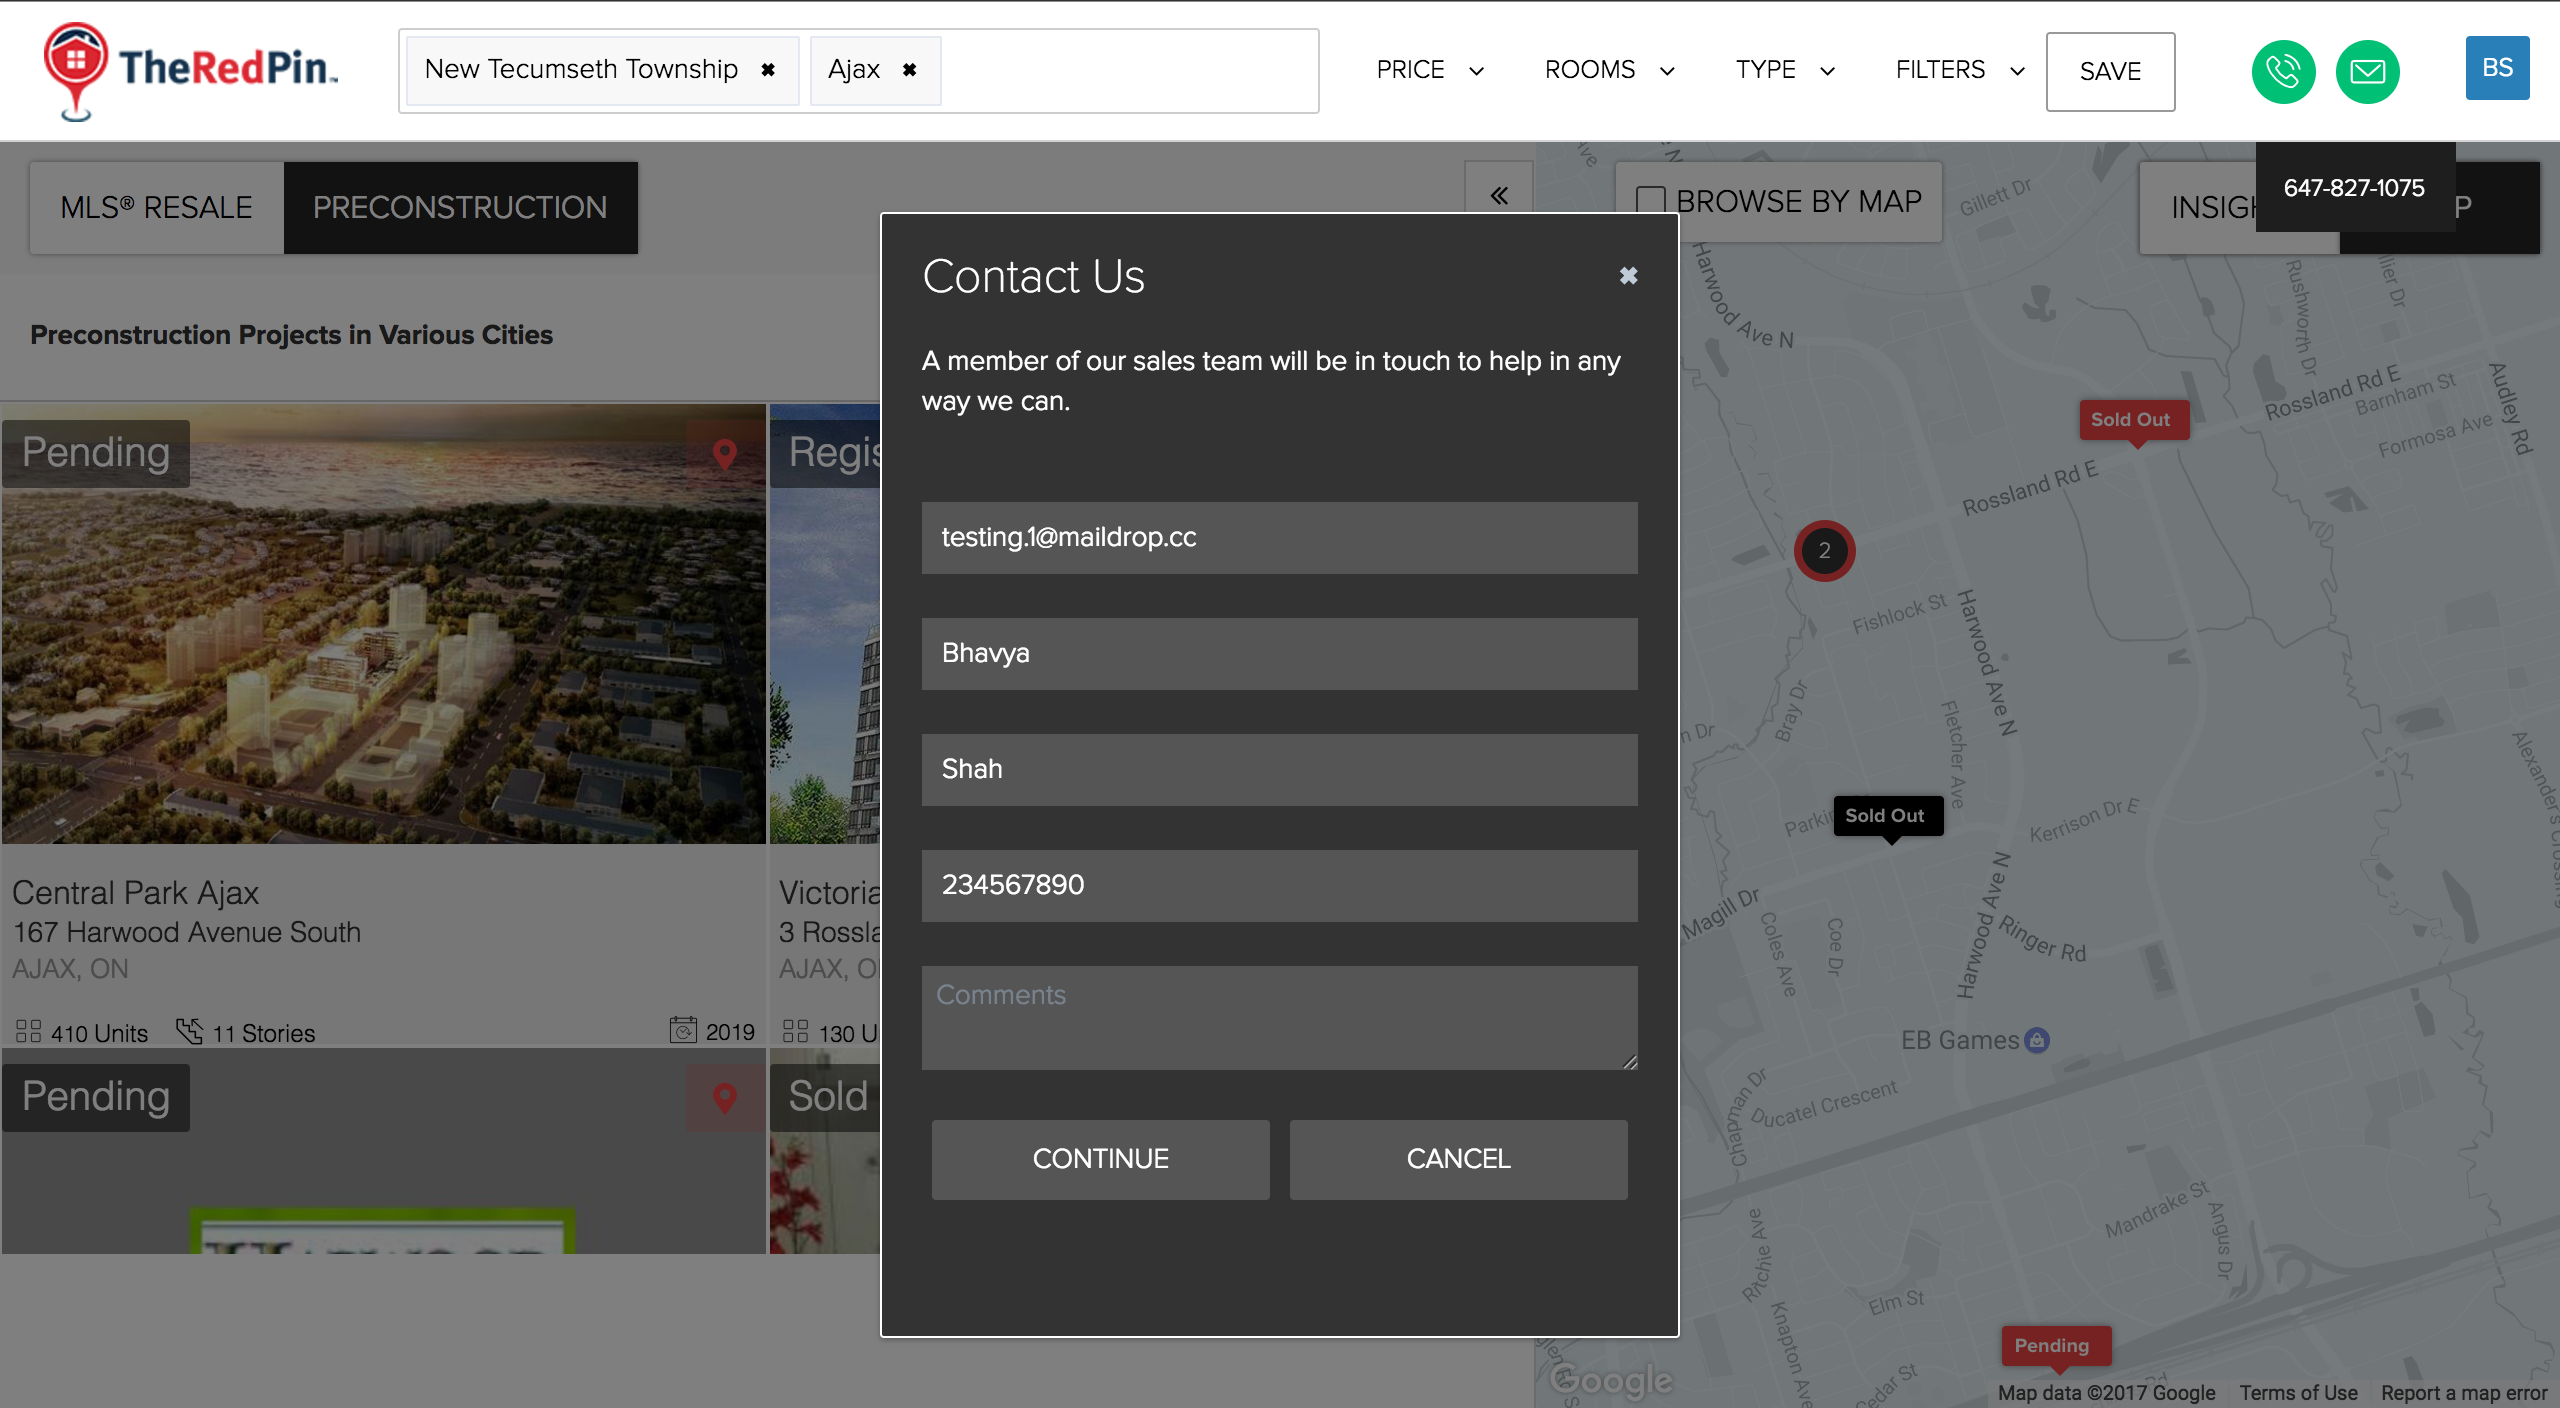 TheRedPin™
New Tecumseth Township ✖
Ajax ✖
PRICE
ROOMS
TYPE
FILTERS
SAVE
BS
647-827-1075
MLS® RESALE
PRECONSTRUCTION
«
BROWSE BY MAP
Preconstruction Projects in Various Cities
Pending
Central Park Ajax
167 Harwood Avenue South
AJAX, ON
410 Units
11 Stories
2019
3
AJAX,
130
Pending
Sold
Contact Us
✖
A member of our sales team will be in touch to help in any
way we can.
testing.1@maildrop.cc
Bhavya
Shah
234567890
Comments
CONTINUE
CANCEL
Gillett Dr
Harwood Ave N
Rushworth Dr
Rossland Rd E
Barnham St
Formosa Ave
Audley Rd
Sold Out
Rossland Rd E
2
Fishlock St
Harwood Ave N
Bray Dr
Fletcher Ave
Sold Out
Kerrison Dr E
Magill Dr
Coles Ave
Coe Dr
Harwood Ave N
Ringer Rd
EB Games
Chapman Dr
Ducatel Crescent
Mandrake St
Angus Dr
Ritchie Ave
Elm St
Knapton Ave
Cedar St
Pending
Google
Map data ©2017 Google
Terms of Use
Report a map error